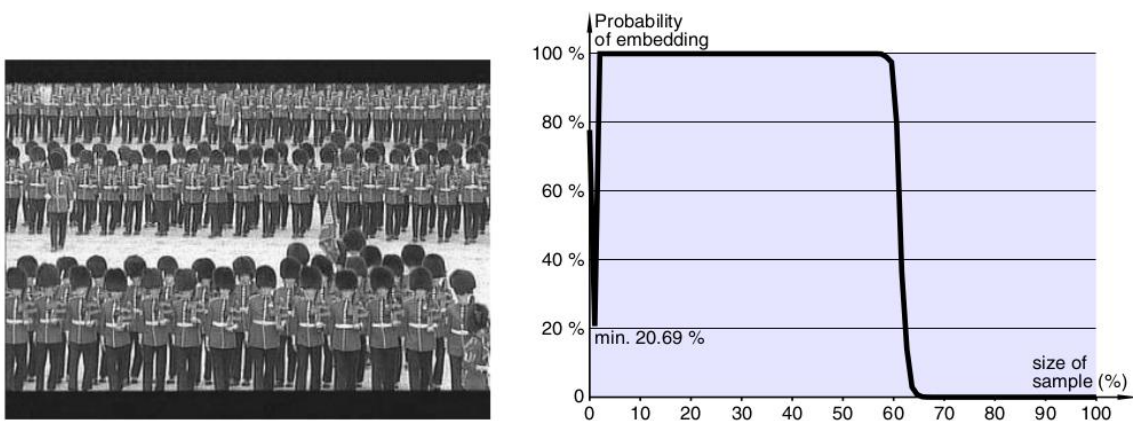 Probability
of embedding
100 %
80 %
60 %
40 %
20 %
min. 20.69 %
size of
sample (%)
0
0 10 20 30 40 50 60 70 80 90 100